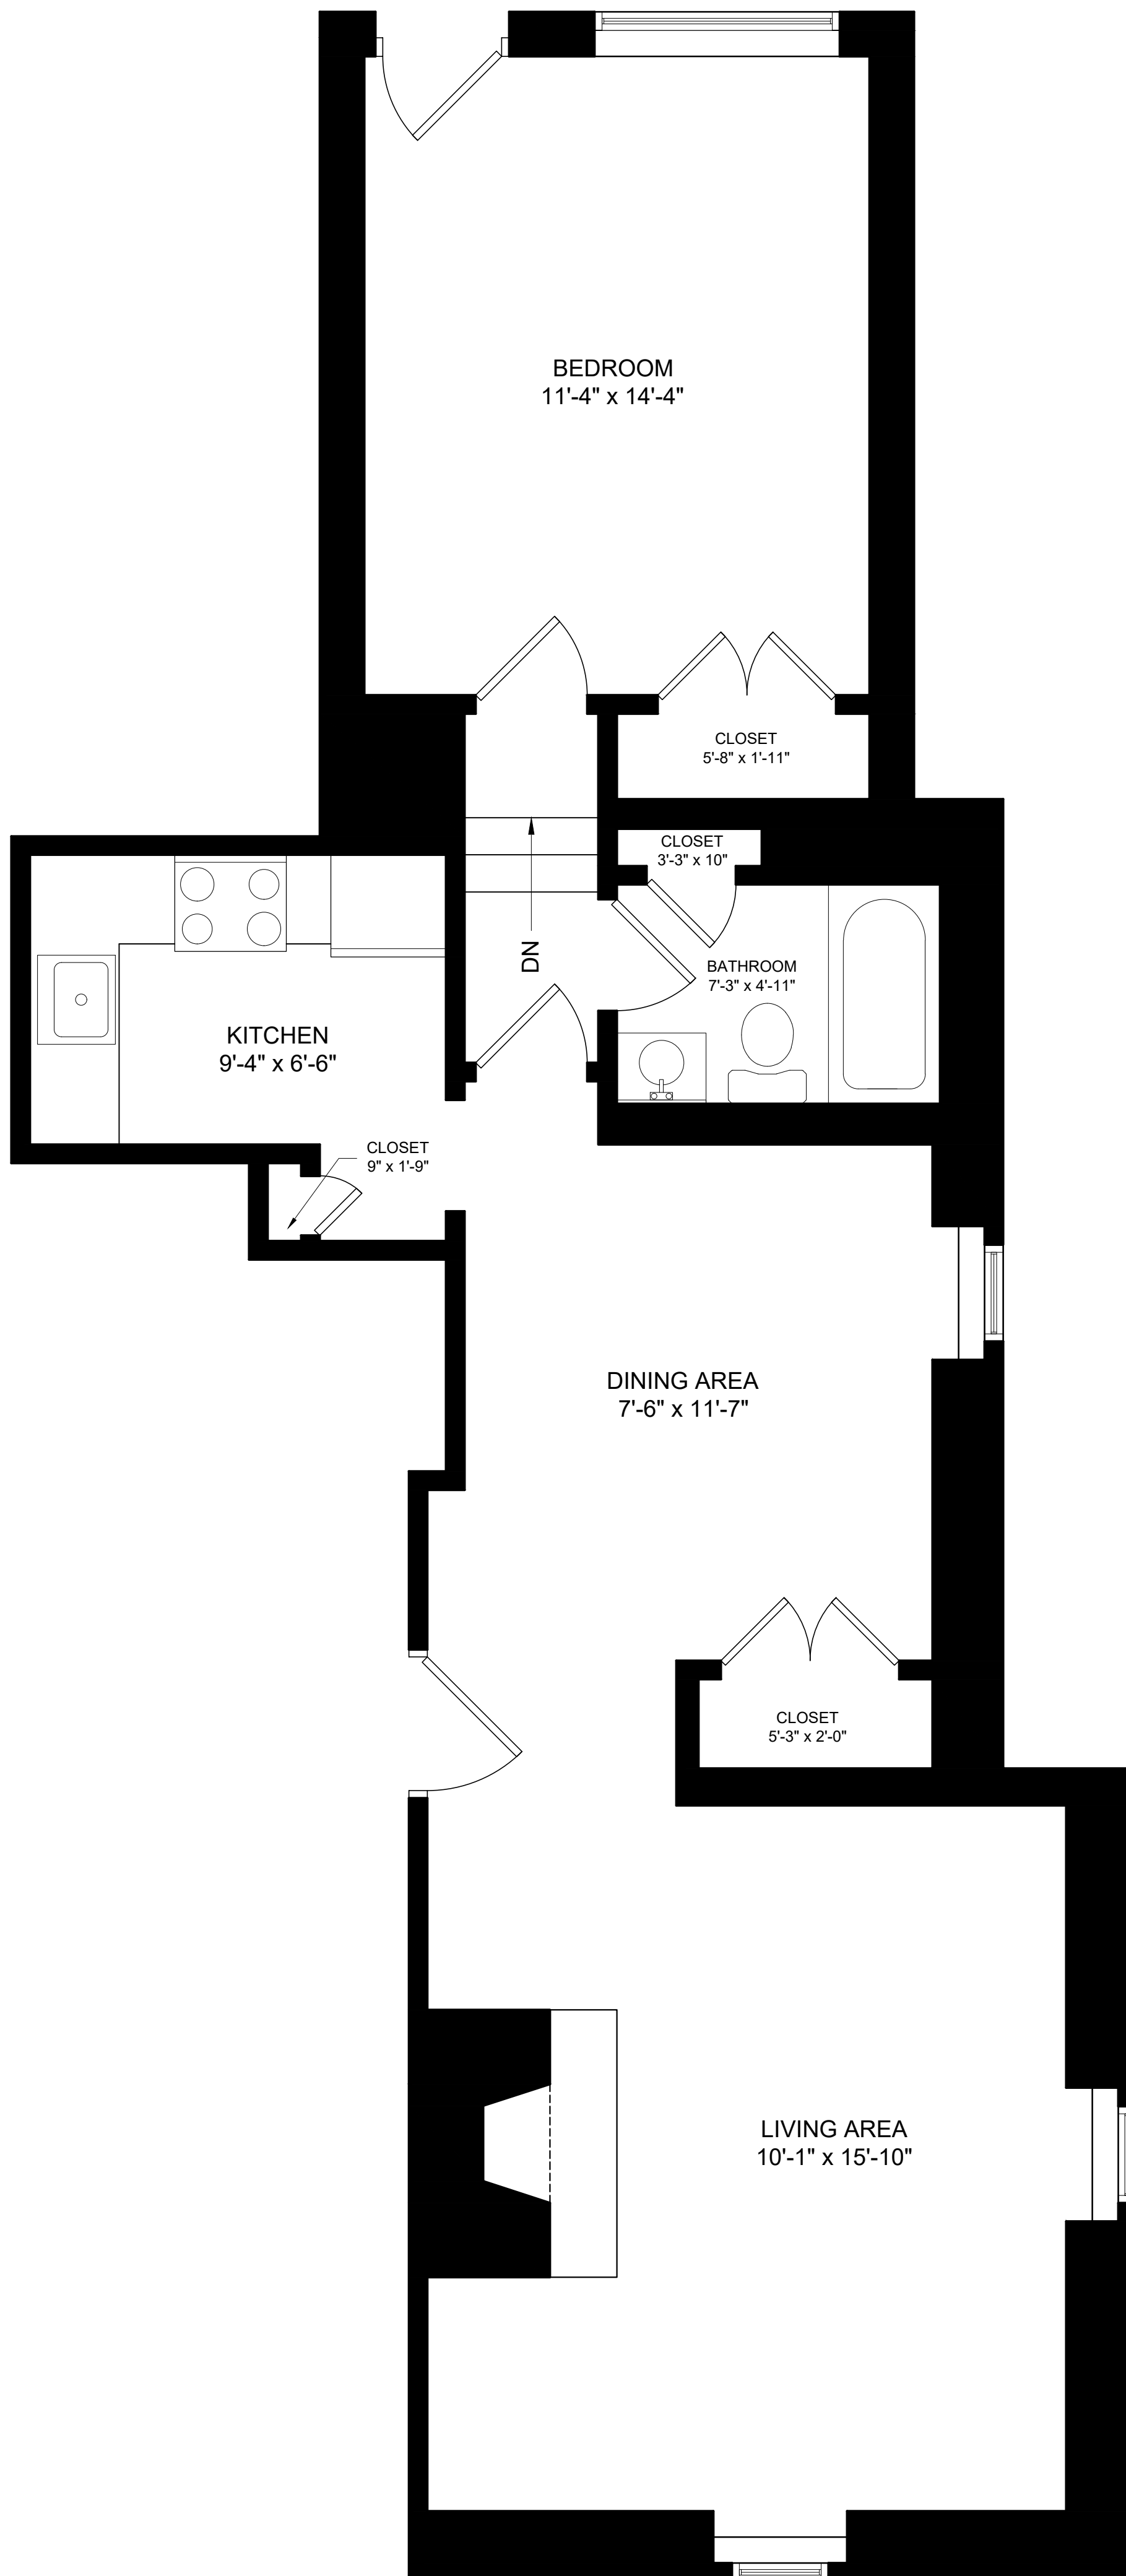 BEDROOM
11'-4" x 14'-4"
CLOSET
5'-8" x 1'-11"
CLOSET
3'-3" x 10"
DN
BATHROOM
7'-3" x 4'-11"
KITCHEN
9'-4" x 6'-6"
CLOSET
9" x 1'-9"
DINING AREA
7'-6" x 11'-7"
CLOSET
5'-3" x 2'-0"
LIVING AREA
10'-1" x 15'-10"